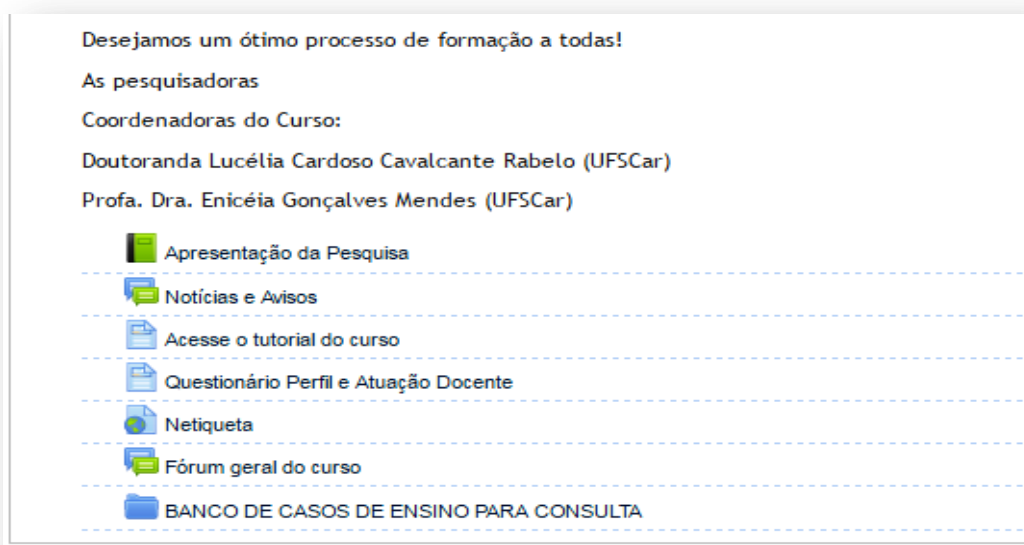 Desejamos um ótimo processo de formação a todas!
As pesquisadoras
Coordenadoras do Curso:
Doutoranda Lucélia Cardoso Cavalcante Rabelo (UFSCar)
Profa. Dra. Enicéia Gonçalves Mendes (UFSCar)
Apresentação da Pesquisa
Notícias e Avisos
Acesse o tutorial do curso
Questionário Perfil e Atuação Docente
Netiqueta
Fórum geral do curso
BANCO DE CASOS DE ENSINO PARA CONSULTA